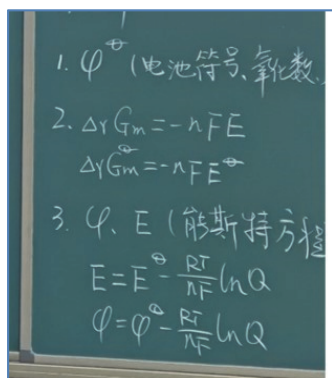 1. φ^⊖ (电池符号、氧化数、
2. ΔrGm = -nFE
ΔrGm^⊖ = -nFE^⊖
3. φ、E (能斯特方程
E = E^⊖ - RT/nF lnQ
φ = φ^⊖ - RT/nF lnQ